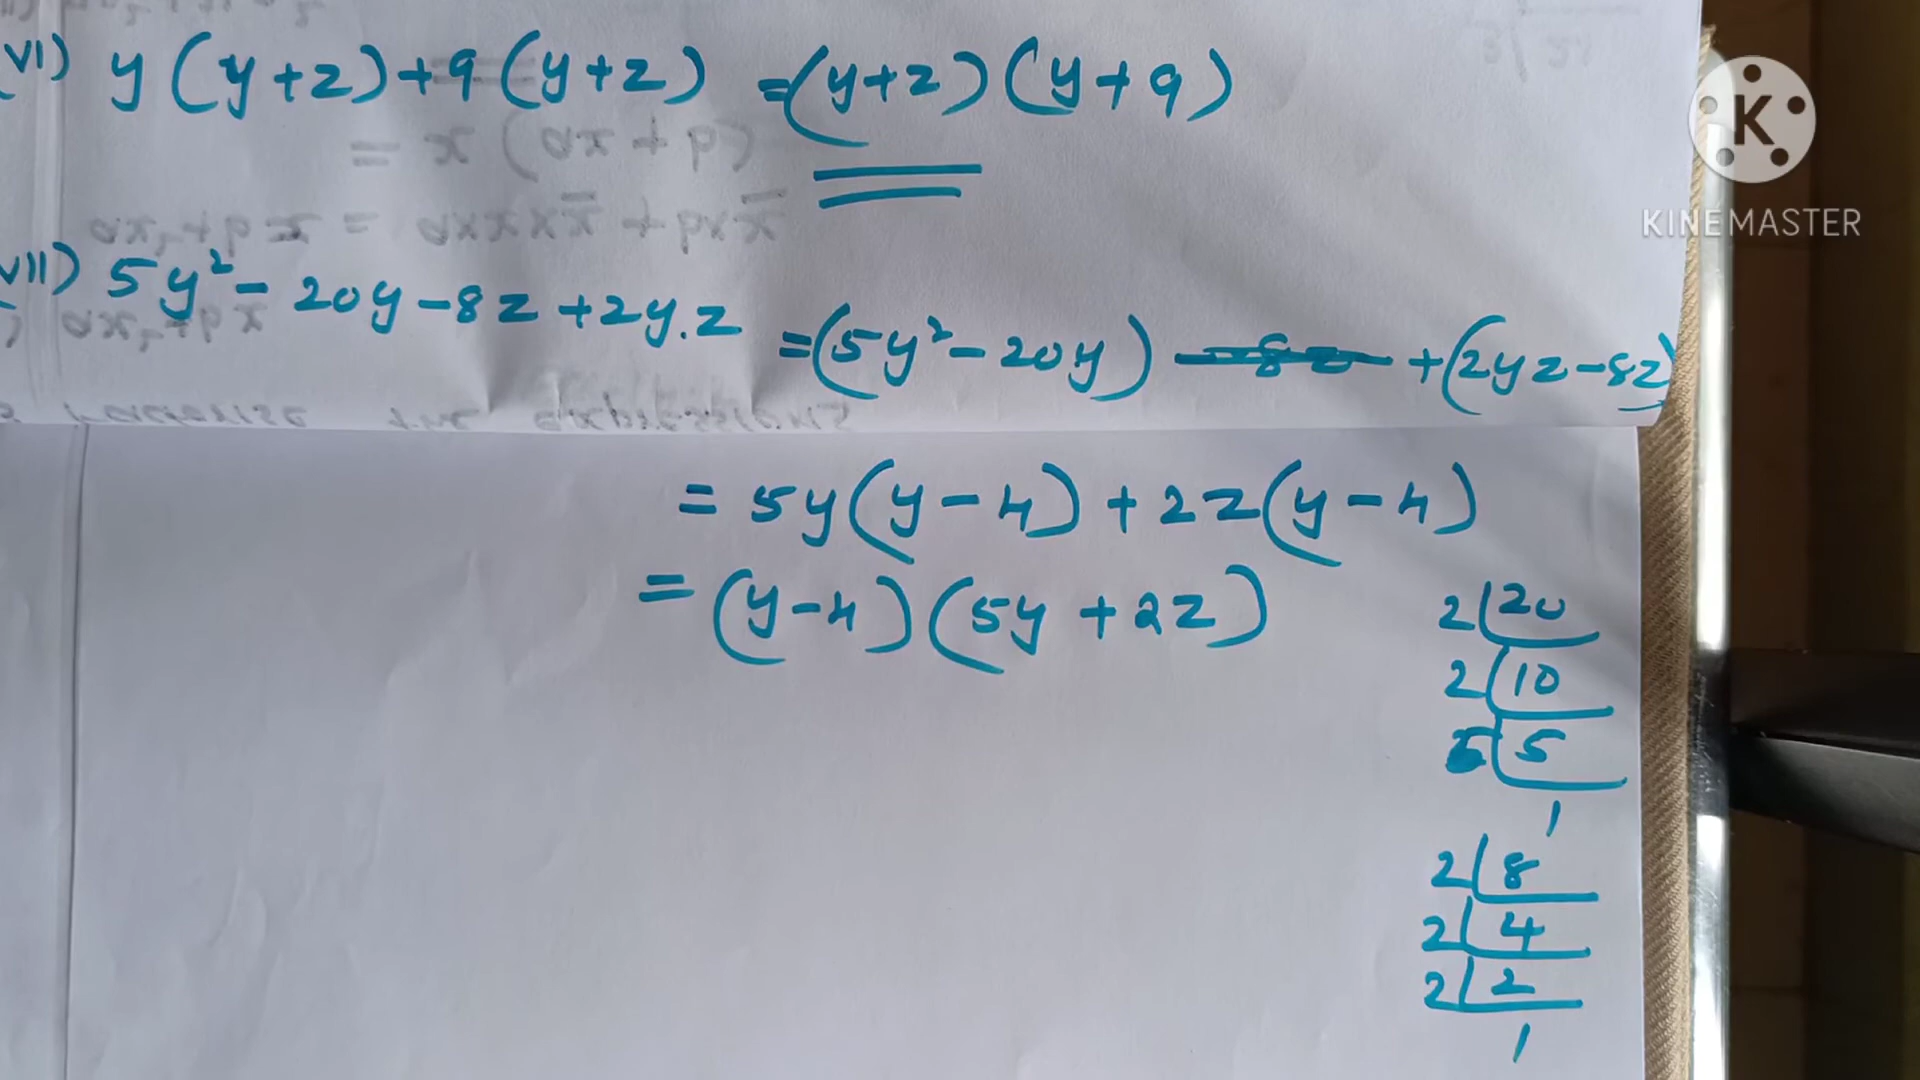 VI) y (y+z)+9 (y+z) =(y+z) (y+9)
VII) 5y²- 20y-8z +2y.z =(5y²-20y) -8z +(2yz-8z)
= 5y(y-4)+2z(y-4)
= (y-4)(5y+2z)
2 20
2 10
5 5
1
2 8
2 4
2 2
1
K
KINEMASTER